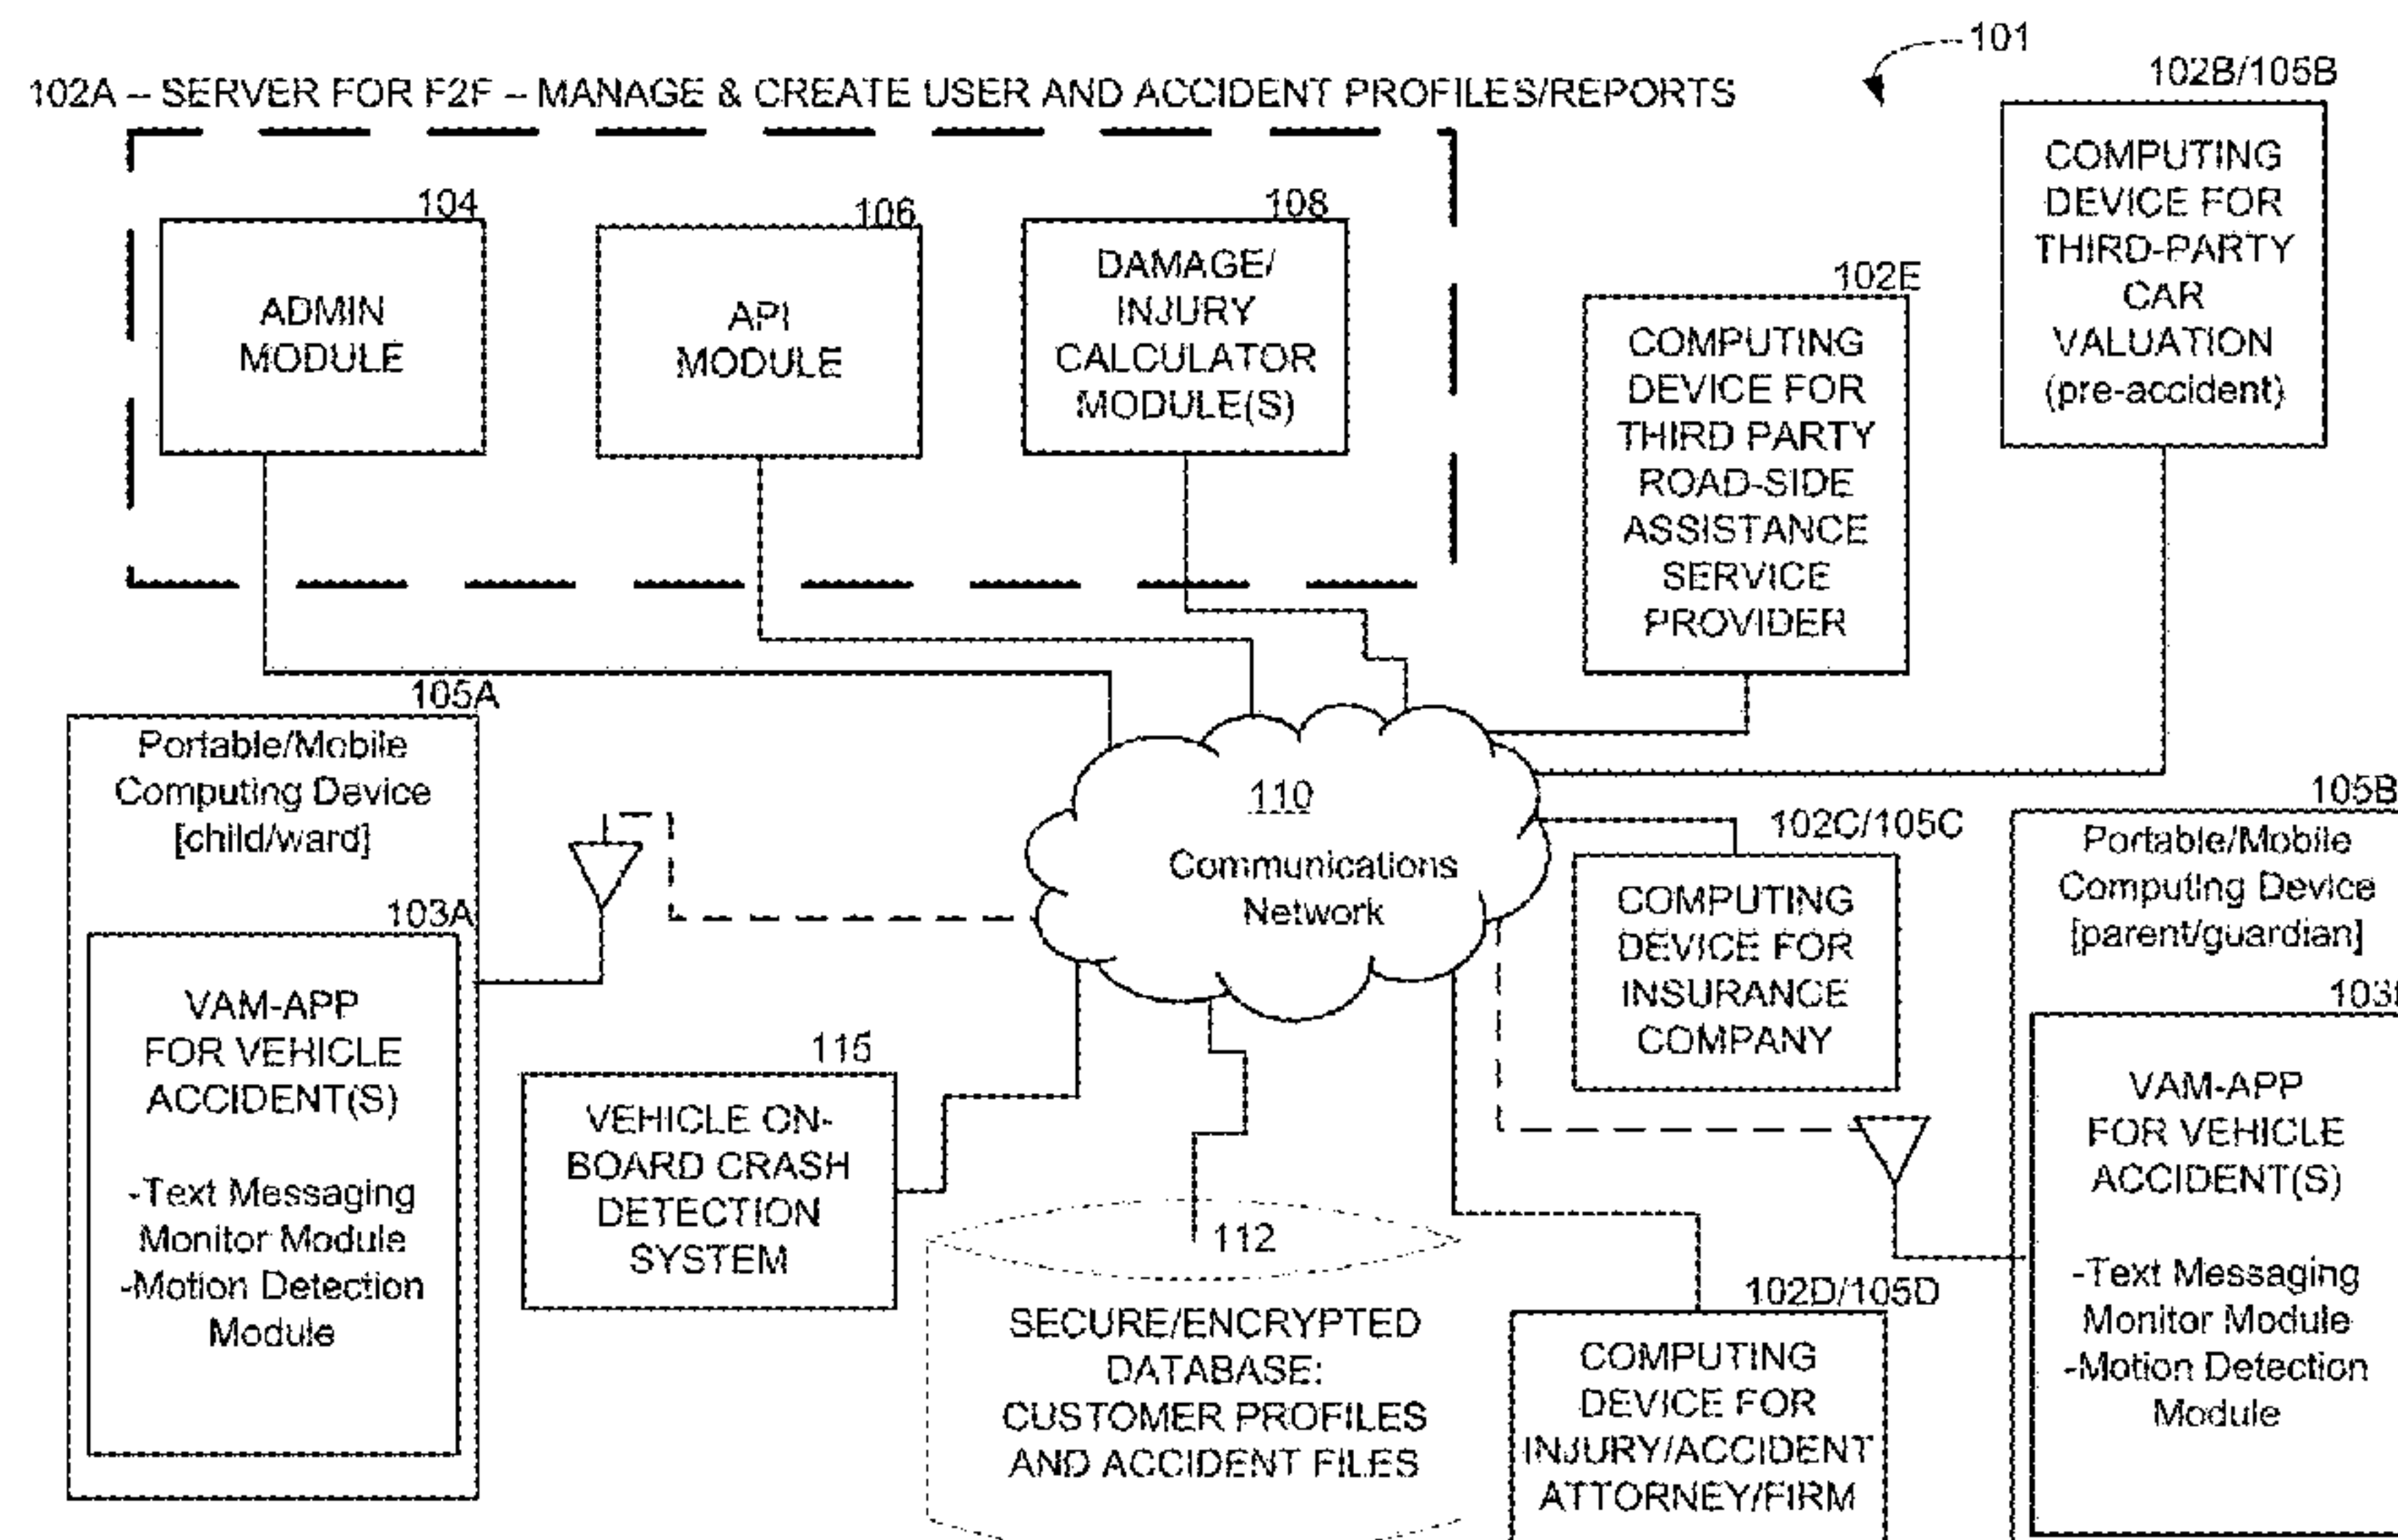 101
102A – SERVER FOR F2F – MANAGE & CREATE USER AND ACCIDENT PROFILES/REPORTS
102B/105B
COMPUTING
DEVICE FOR
THIRD-PARTY
CAR
VALUATION
(pre-accident)
104
ADMIN
MODULE
106
API
MODULE
108
DAMAGE/
INJURY
CALCULATOR
MODULE(S)
102E
COMPUTING
DEVICE FOR
THIRD PARTY
ROAD-SIDE
ASSISTANCE
SERVICE
PROVIDER
105A
Portable/Mobile
Computing Device
[child/ward]
103A
VAM-APP
FOR VEHICLE
ACCIDENT(S)
-Text Messaging
Monitor Module
-Motion Detection
Module
110
Communications
Network
102C/105C
COMPUTING
DEVICE FOR
INSURANCE
COMPANY
105B
Portable/Mobile
Computing Device
[parent/guardian]
VAM-APP
FOR VEHICLE
ACCIDENT(S)
-Text Messaging
Monitor Module
-Motion Detection
Module
115
VEHICLE ON-
BOARD CRASH
DETECTION
SYSTEM
112
SECURE/ENCRYPTED
DATABASE:
CUSTOMER PROFILES
AND ACCIDENT FILES
102D/105D
COMPUTING
DEVICE FOR
INJURY/ACCIDENT
ATTORNEY/FIRM